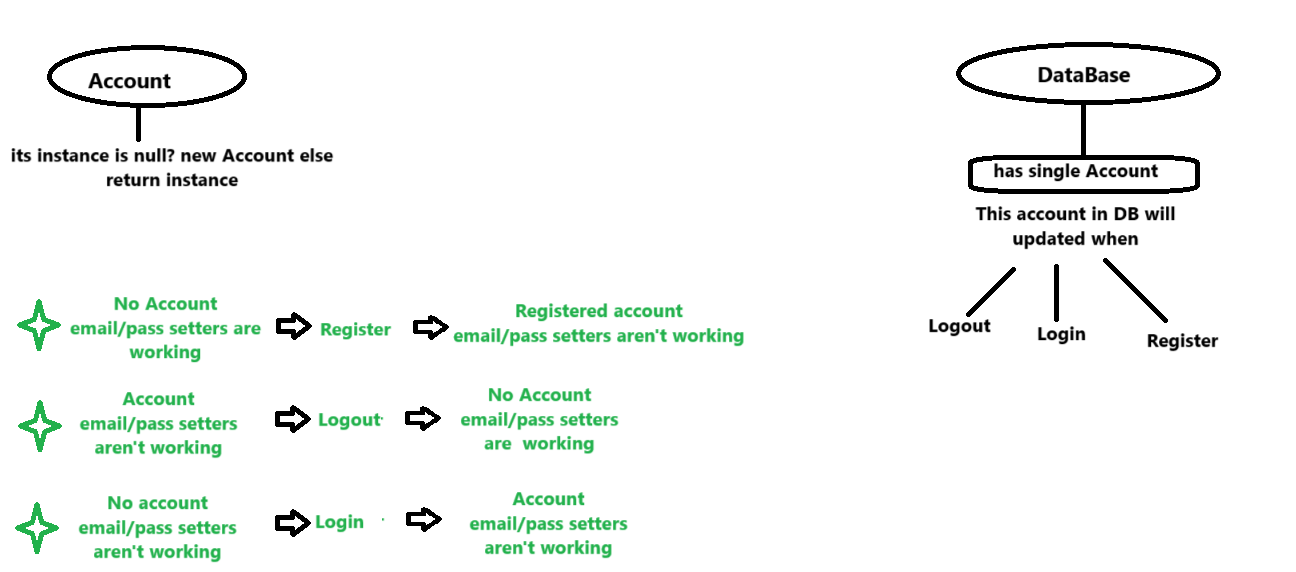 Account
its instance is null? new Account else
return instance
DataBase
has single Account
This account in DB will
updated when
Logout
Login
Register
No Account
email/pass setters are
working
Register
Registered account
email/pass setters aren't working
Account
email/pass setters
aren't working
Logout
No Account
email/pass setters
are working
No account
email/pass setters
aren't working
Login
Account
email/pass setters
aren't working